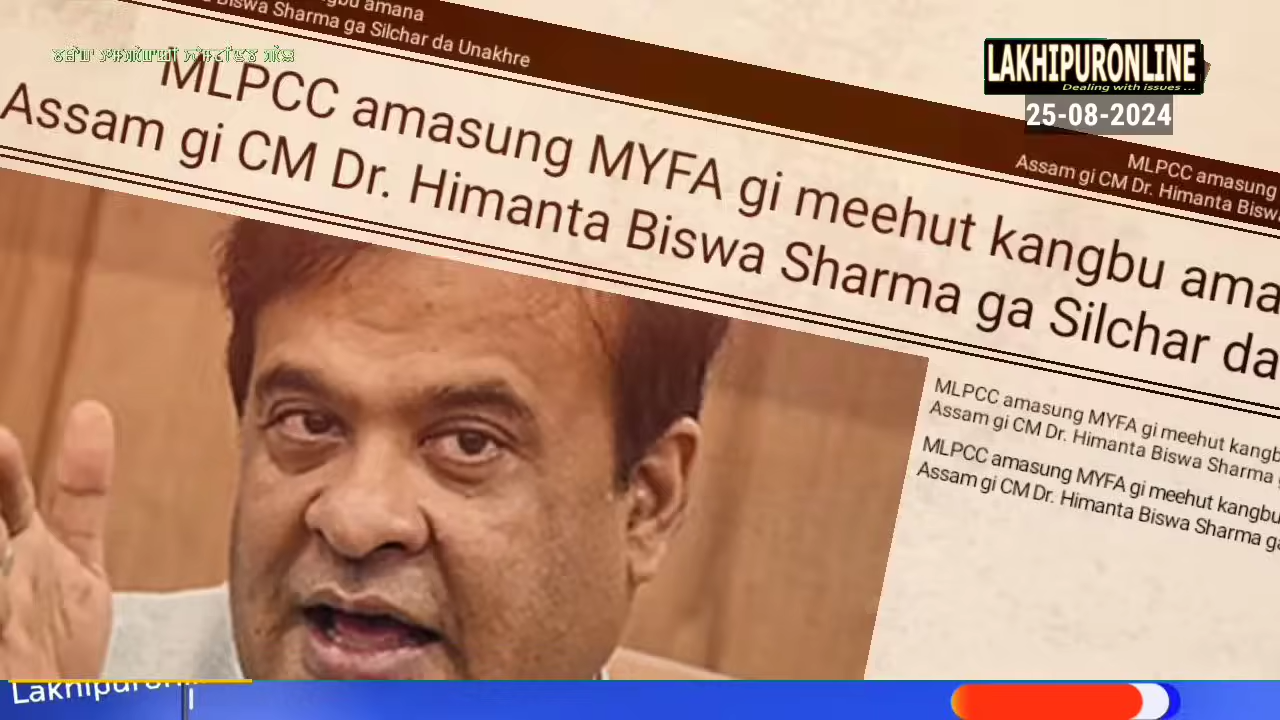 gbu amana
Biswa Sharma ga Silchar da Unakhre
LAKHIPURONLINE
Dealing with issues ...
25-08-2024
MLPCC amasung MYFA gi meehut kangbu ama
Assam gi CM Dr. Himanta Biswa Sharma ga Silchar da
MLPCC amasung
Assam gi CM Dr. Himanta Bisw
MLPCC amasung MYFA gi meehut kangb
Assam gi CM Dr. Himanta Biswa Sharma
MLPCC amasung MYFA gi meehut kangbu
Assam gi CM Dr. Himanta Biswa Sharma ga